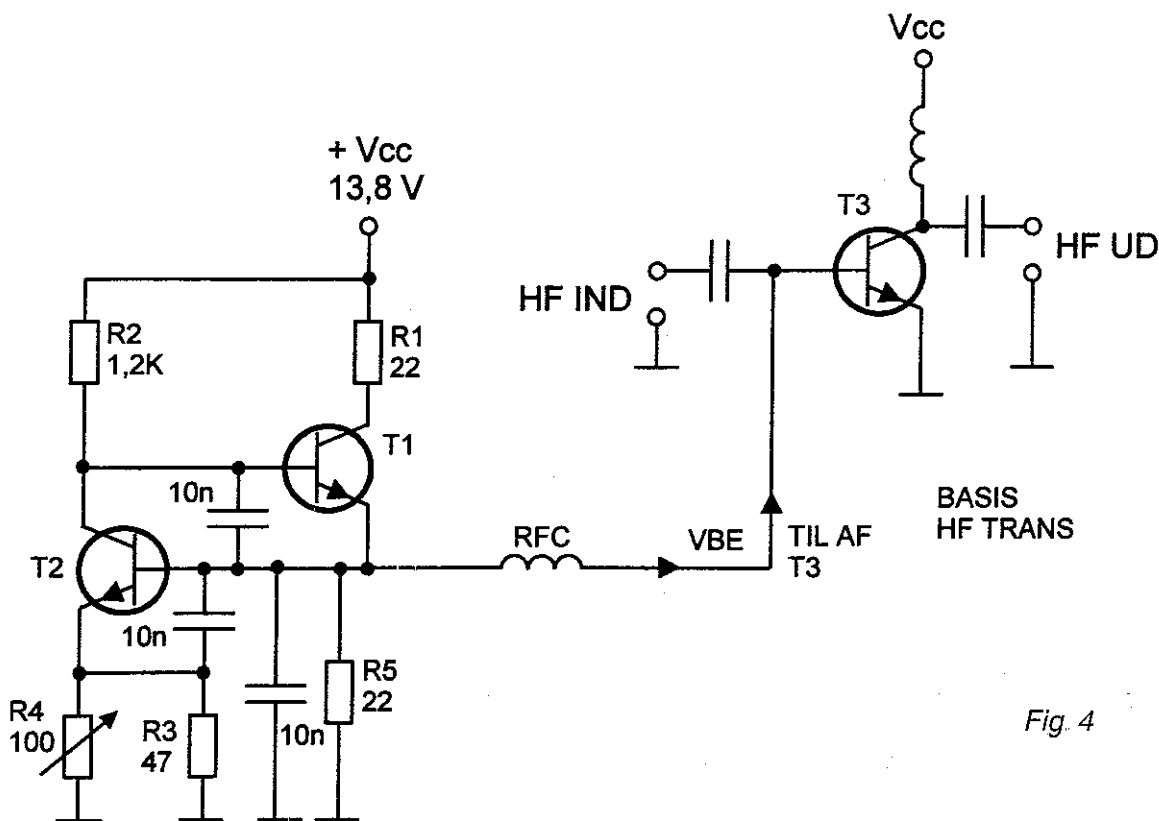 Vcc
+ Vcc
13,8 V
T3
HF UD
HF IND
R2
1,2K
R1
22
T1
10n
BASIS
HF TRANS
RFC
VBE
TIL AF
T3
T2
10n
R5
22
R4
100
R3
47
10n
Fig. 4